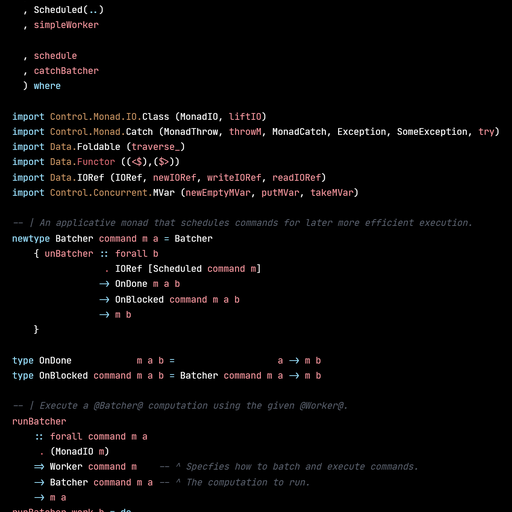 , Scheduled(..)
, simpleWorker
, schedule
, catchBatcher
) where
import Control.Monad.IO.Class (MonadIO, liftIO)
import Control.Monad.Catch (MonadThrow, throwM, MonadCatch, Exception, SomeException, try)
import Data.Foldable (traverse_)
import Data.Functor ((<$),($>))
import Data.IORef (IORef, newIORef, writeIORef, readIORef)
import Control.Concurrent.MVar (newEmptyMVar, putMVar, takeMVar)
-- | An applicative monad that schedules commands for later more efficient execution.
newtype Batcher command m a = Batcher
{ unBatcher :: forall b
. IORef [Scheduled command m]
-> OnDone m a b
-> OnBlocked command m a b
-> m b
}
type OnDone m a b = a -> m b
type OnBlocked command m a b = Batcher command m a -> m b
-- | Execute a @Batcher@ computation using the given @Worker@.
runBatcher
:: forall command m a
. (MonadIO m)
=> Worker command m -- ^ Specfies how to batch and execute commands.
-> Batcher command m a -- ^ The computation to run.
-> m a
runBatcher work b = do